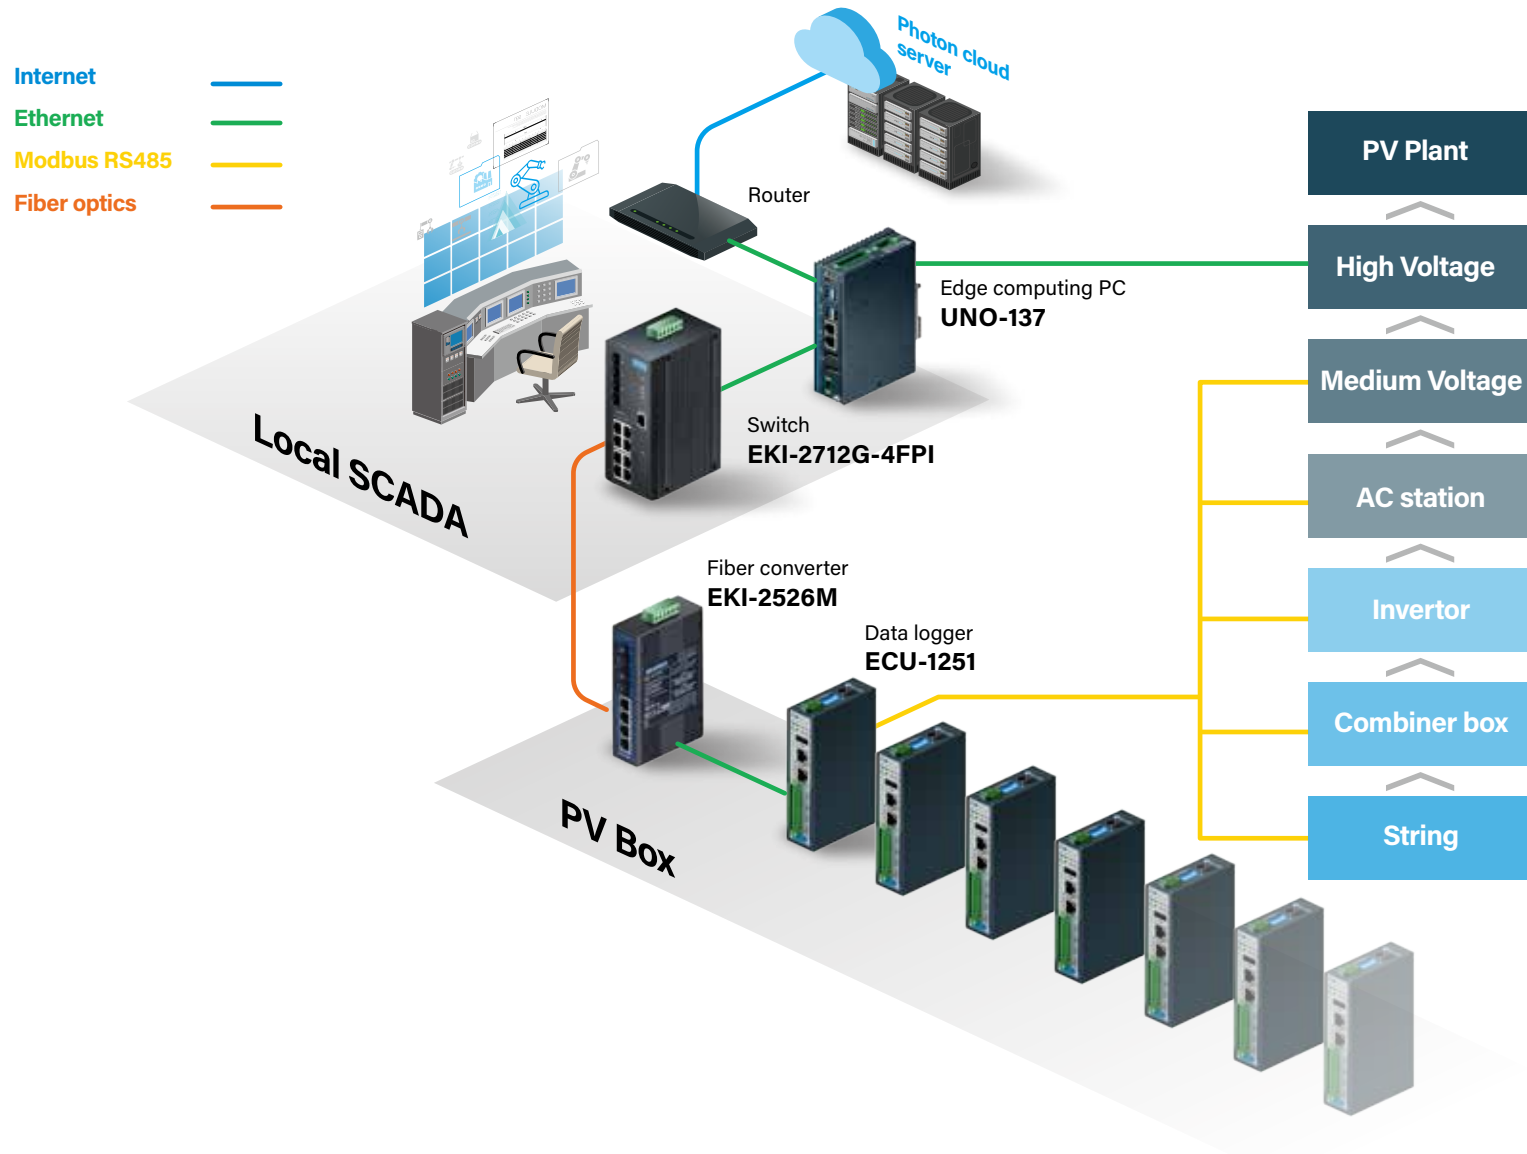 Internet
Ethernet
Modbus RS485
Fiber optics
Photon cloud
server
Router
Edge computing PC
UNO-137
Switch
EKI-2712G-4FPI
Local SCADA
Fiber converter
EKI-2526M
Data logger
ECU-1251
PV Box
PV Plant
High Voltage
Medium Voltage
AC station
Invertor
Combiner box
String